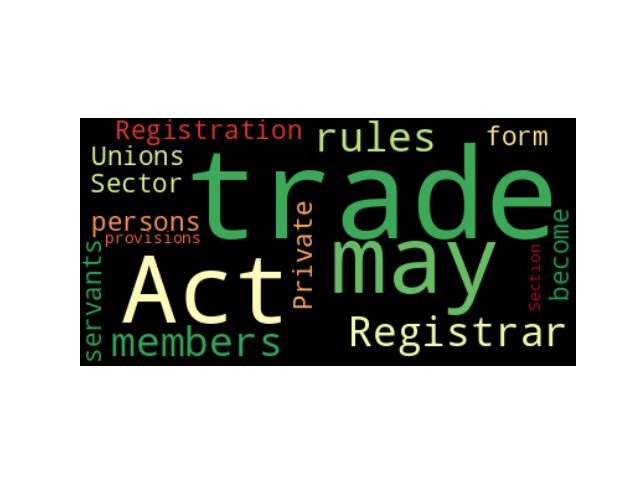 Registration
rules
form
Unions
trade
Sector
persons
provisions
Private
may
become
servants
Act
Section
members
Registrar